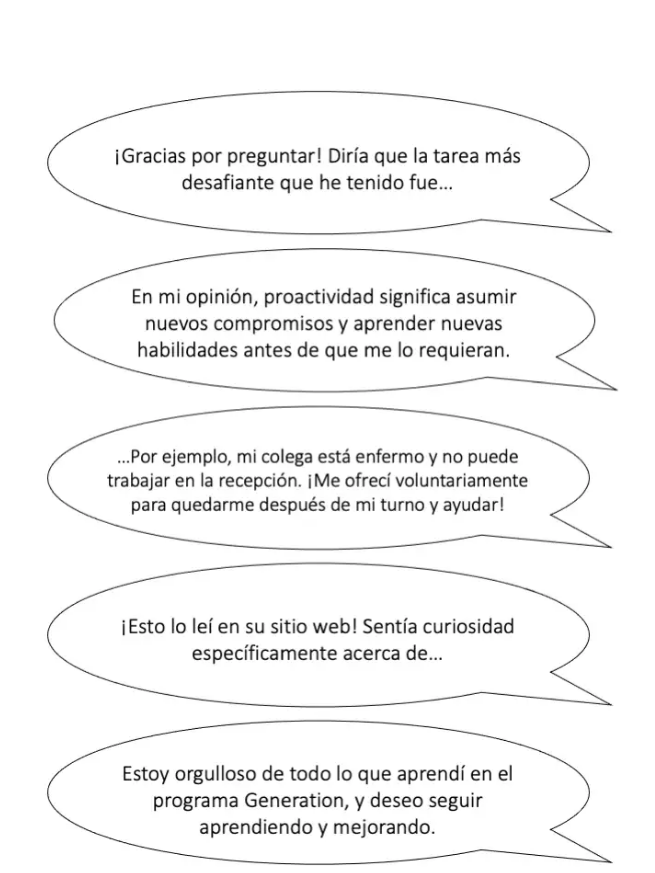 ¡Gracias por preguntar! Diría que la tarea más
desafiante que he tenido fue...
En mi opinión, proactividad significa asumir
nuevos compromisos y aprender nuevas
habilidades antes de que me lo requieran.
...Por ejemplo, mi colega está enfermo y no puede
trabajar en la recepción. ¡Me ofrecí voluntariamente
para quedarme después de mi turno y ayudar!
¡Esto lo leí en su sitio web! Sentía curiosidad
específicamente acerca de...
Estoy orgulloso de todo lo que aprendí en el
programa Generation, y deseo seguir
aprendiendo y mejorando.